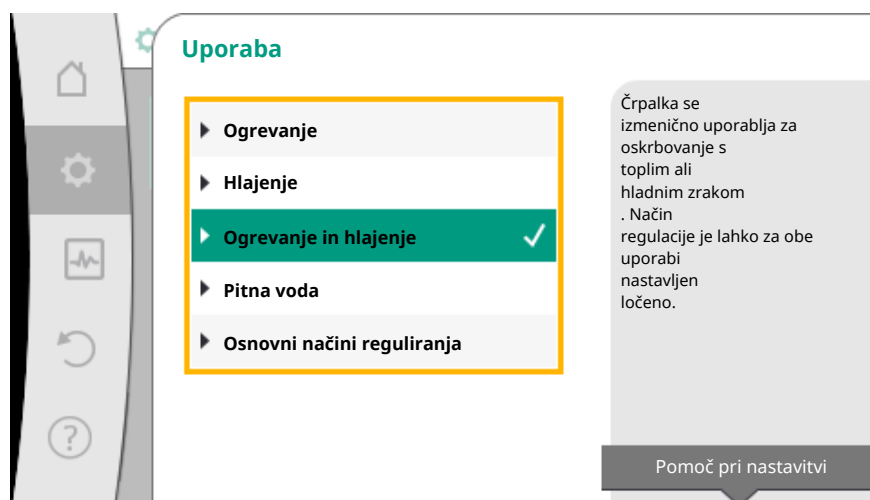 Uporaba
Ogrevanje
Hlajenje
Ogrevanje in hlajenje
Pitna voda
Osnovni načini reguliranja
Črpalka se
izmenično uporablja za
oskrbovanje s
toplim ali
hladnim zrakom
. Način
regulacije je lahko za obe
uporabi
nastavljen
ločeno.
Pomoč pri nastavitvi